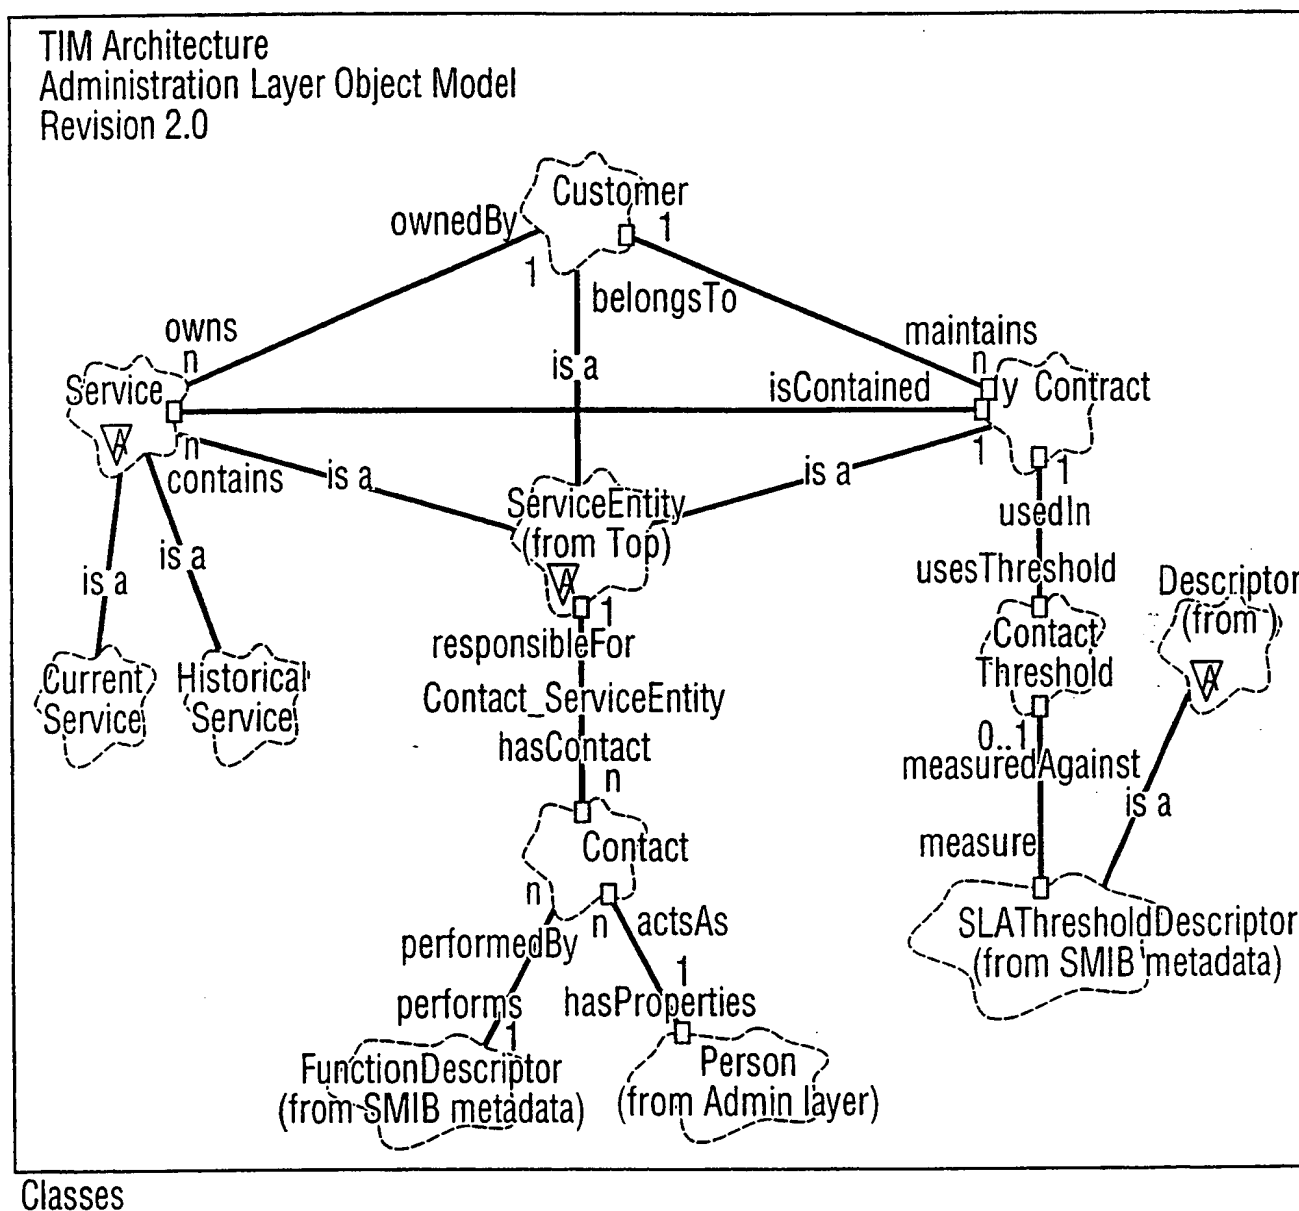 TIM Architecture
Administration Layer Object Model
Revision 2.0
Customer
ownedBy
1
1
belongsTo
owns
n
maintains
n
is a
Service
A
isContained
y Contract
n
contains
is a
is a
1
1
ServiceEntity
(from Top)
A
1
usedIn
usesThreshold
is a
is a
Descriptor
(from )
A
Contact
Threshold
responsibleFor
Contact_ServiceEntity
hasContact
n
Current
Service
Historical
Service
0..1
measuredAgainst
is a
measure
Contact
n
n
actsAs
performedBy
1
performs
1
hasProperties
SLAThresholdDescriptor
(from SMIB metadata)
FunctionDescriptor
(from SMIB metadata)
Person
(from Admin layer)
Classes